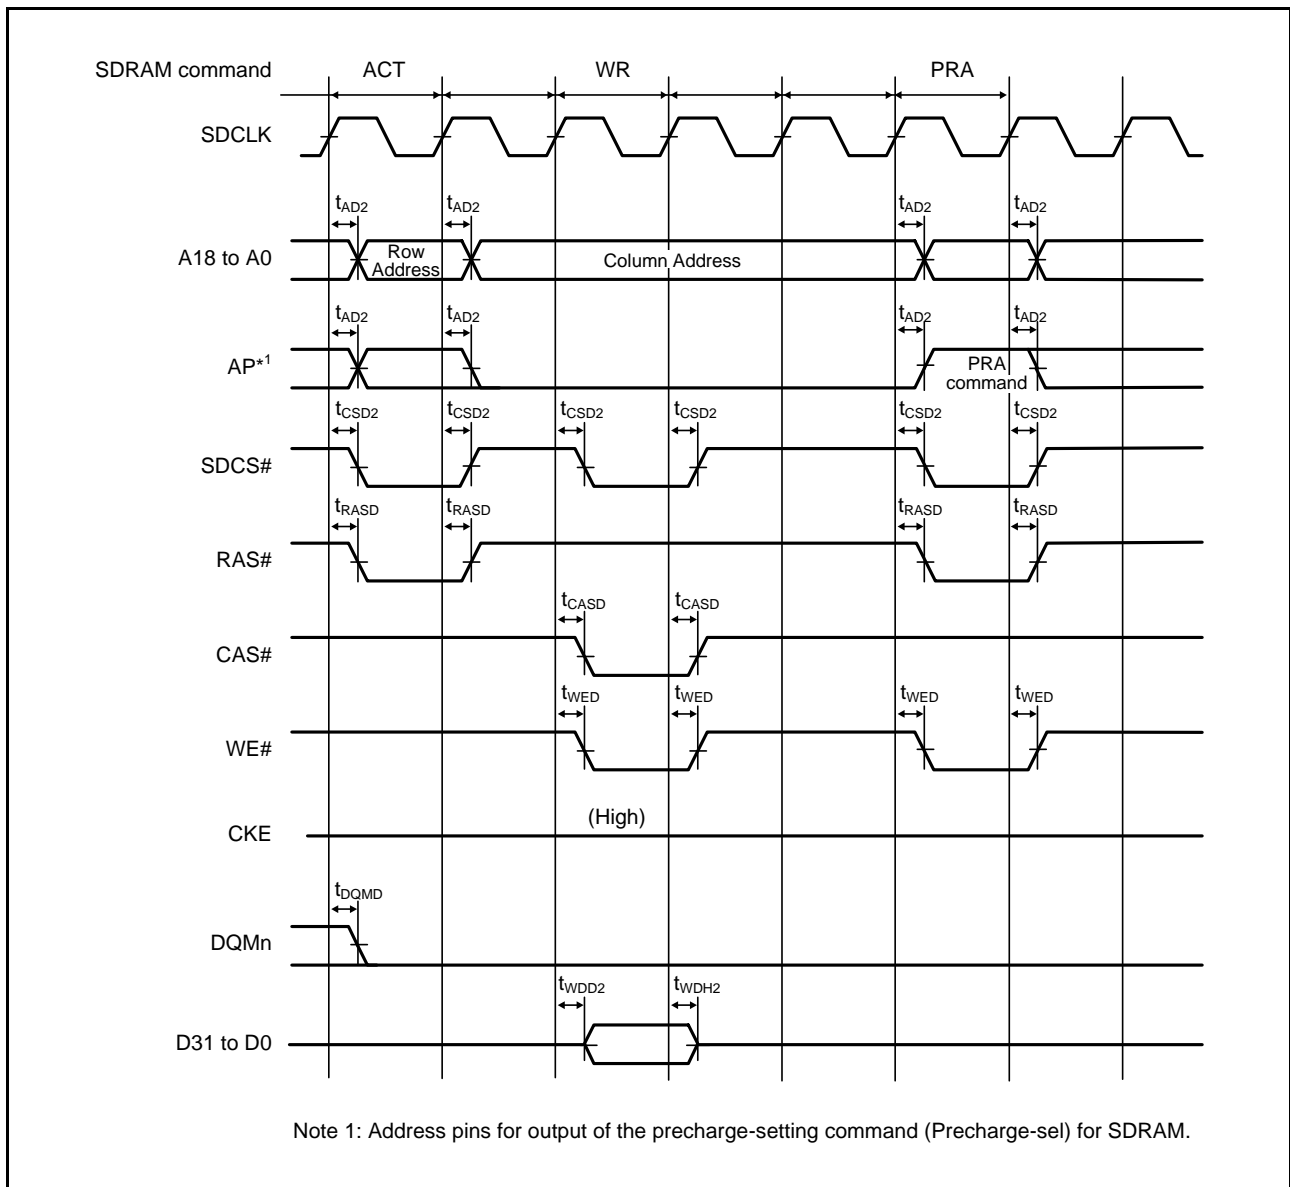 SDRAM command ACT WR PRA
SDCLK
tAD2 tAD2 tAD2 tAD2
A18 to A0 Row Address Column Address
tAD2 tAD2 tAD2 tAD2
AP*1 PRA command
tCSD2 tCSD2 tCSD2 tCSD2 tCSD2 tCSD2
SDCS#
tRASD tRASD tRASD tRASD
RAS#
tCASD tCASD
CAS#
tWED tWED tWED tWED
WE#
(High)
CKE
tDQMD
DQMn
tWDD2 tWDH2
D31 to D0
Note 1: Address pins for output of the precharge-setting command (Precharge-sel) for SDRAM.